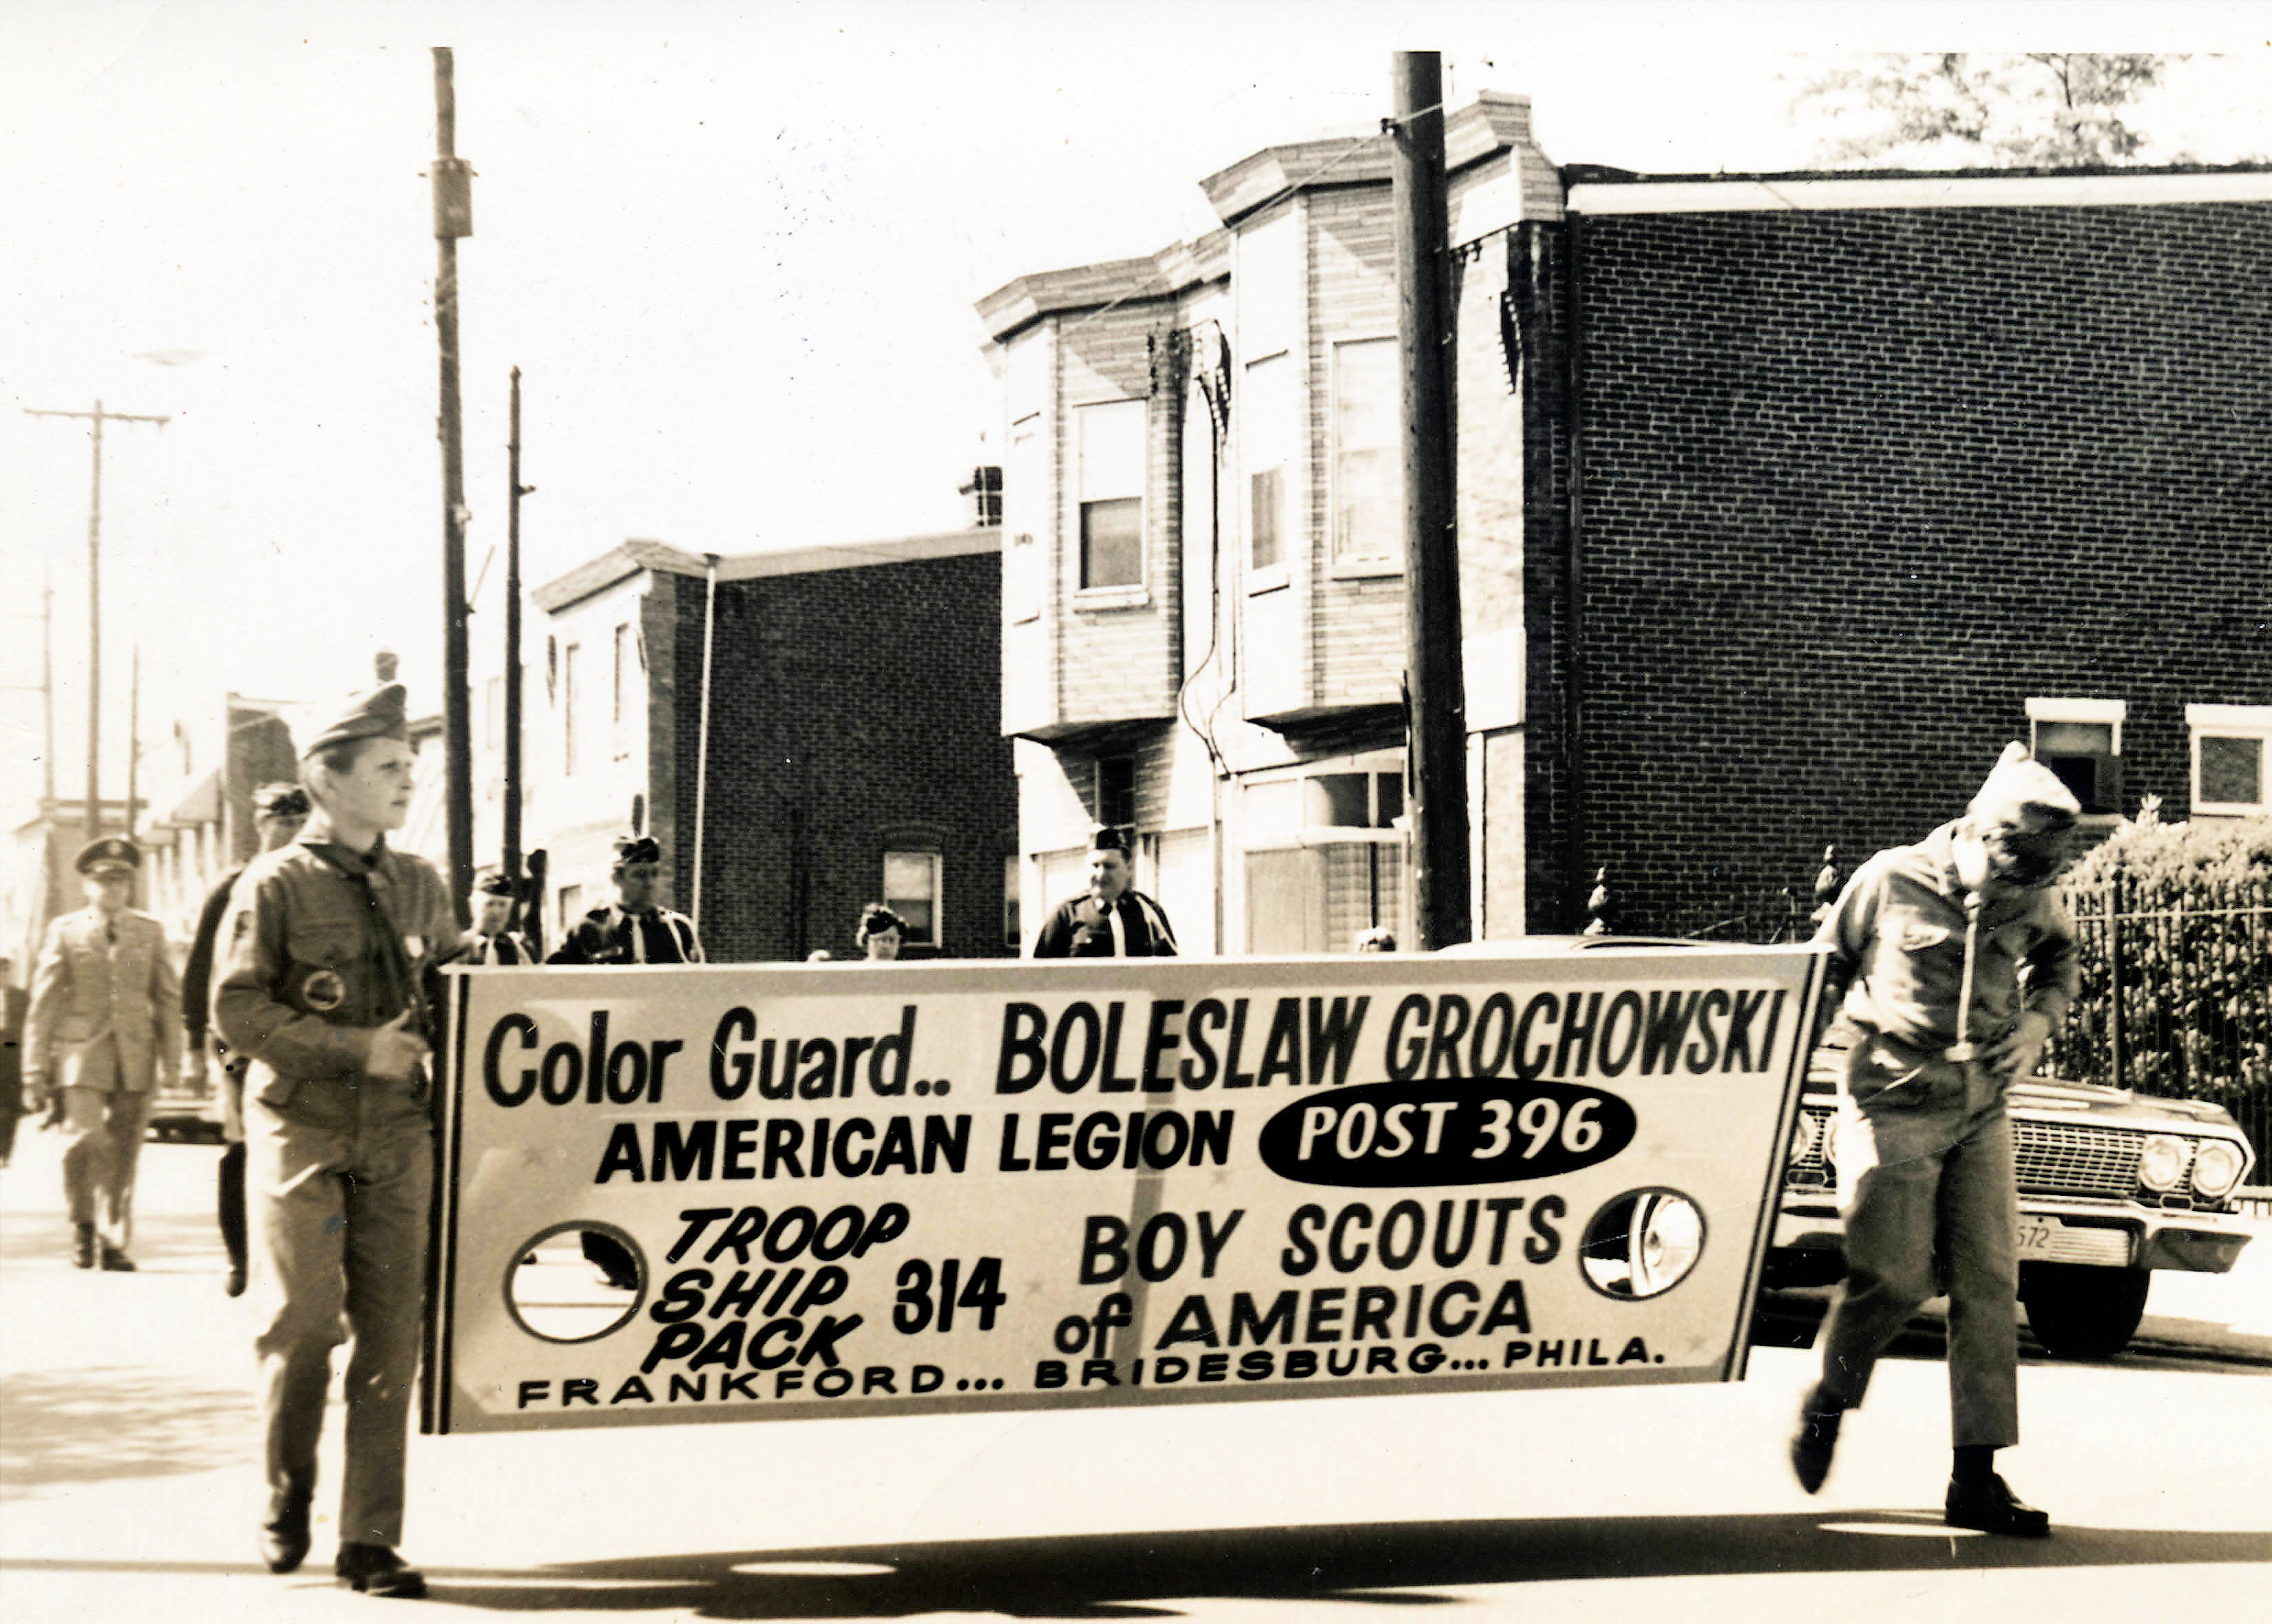 Color Guard.. BOLESLAW GROCHOWSKI
AMERICAN LEGION POST 396
TROOP
SHIP 314
PACK
BOY SCOUTS
of AMERICA
FRANKFORD... BRIDESBURG... PHILA.
572